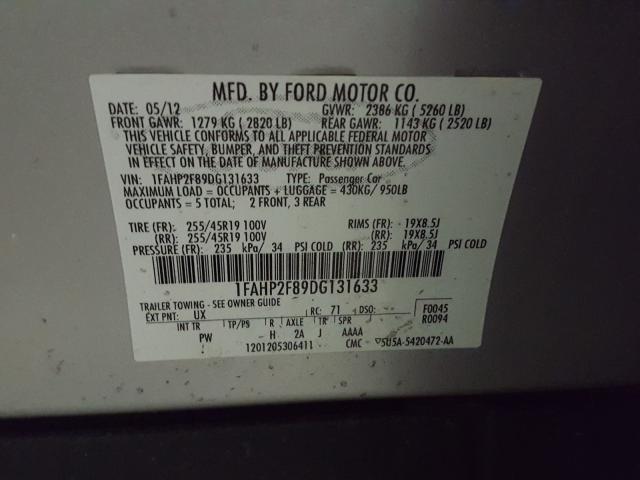 MFD. BY FORD MOTOR CO.
DATE: 05/12 GVWR: 2386 KG ( 5260 LB)
FRONT GAWR: 1279 KG ( 2820 LB) REAR GAWR: 1143 KG ( 2520 LB)
THIS VEHICLE CONFORMS TO ALL APPLICABLE FEDERAL MOTOR
VEHICLE SAFETY, BUMPER, AND THEFT PREVENTION STANDARDS
IN EFFECT ON THE DATE OF MANUFACTURE SHOWN ABOVE.
VIN: 1FAHP2F89DG131633 TYPE: Passenger Car
MAXIMUM LOAD = OCCUPANTS + LUGGAGE = 430KG/ 950LB
OCCUPANTS = 5 TOTAL; 2 FRONT, 3 REAR
TIRE (FR): 255/45R19 100V RIMS (FR): 19X8.5J
(RR): 255/45R19 100V (RR): 19X8.5J
PRESSURE (FR): 235 kPa/ 34 PSI COLD (RR): 235 kPa/ 34 PSI COLD
1FAHP2F89DG131633
TRAILER TOWING - SEE OWNER GUIDE
EXT PNT: UX RC: 71 DSO: F0045
R0094
INT TR TP/PS R AXLE TR SPR
PW H 2A J AAAA
1201205306411 CMC ▽5U5A-5420472-AA